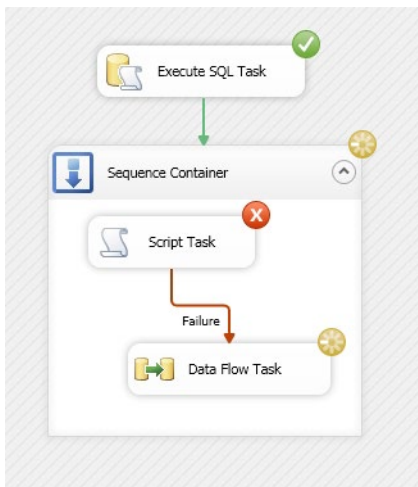 Execute SQL Task
Sequence Container
Script Task
Failure
Data Flow Task